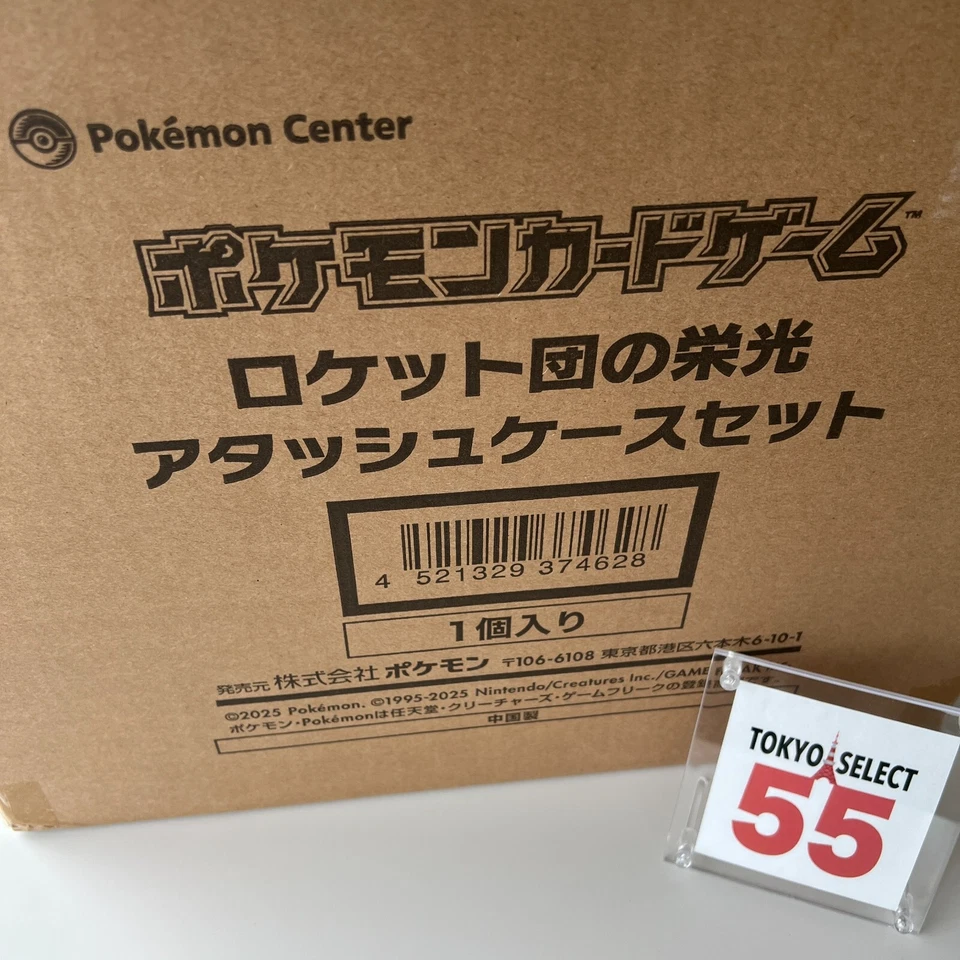 Pokémon Center
ポケモンカードゲーム™
ロケット団の栄光
アタッシュケースセット
4 521329 374628
1個入り
発売元 株式会社 ポケモン 〒106-6108 東京都港区六本木6-10-1
©2025 Pokémon. ©1995-2025 Nintendo/Creatures Inc./GAME
ポケモン・Pokémonは任天堂・クリーチャーズ・ゲームフリークの登録
中国製
TOKYO SELECT
55